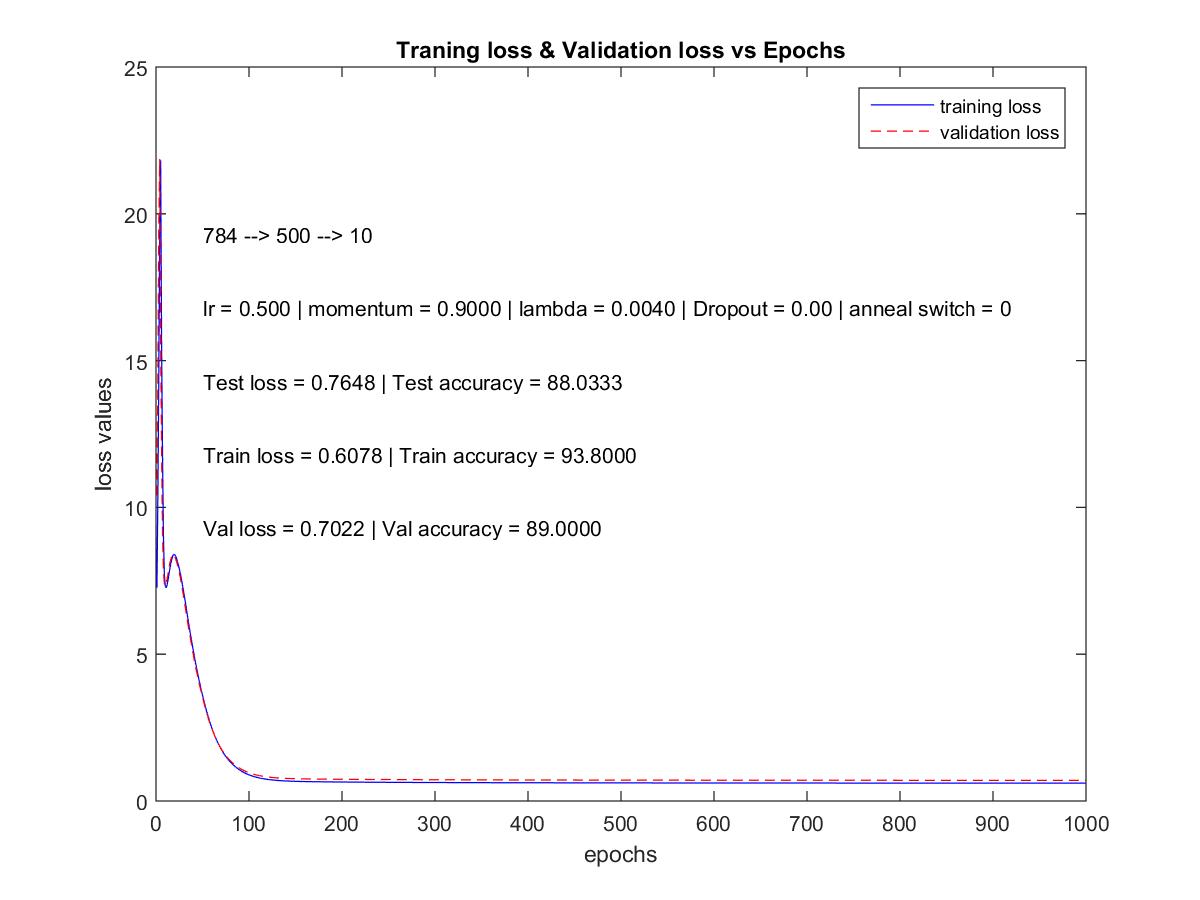 Traning loss & Validation loss vs Epochs
25
20
15
10
5
0
loss values
training loss
validation loss
784 --> 500 --> 10
lr = 0.500 | momentum = 0.9000 | lambda = 0.0040 | Dropout = 0.00 | anneal switch = 0
Test loss = 0.7648 | Test accuracy = 88.0333
Train loss = 0.6078 | Train accuracy = 93.8000
Val loss = 0.7022 | Val accuracy = 89.0000
0 100 200 300 400 500 600 700 800 900 1000
epochs